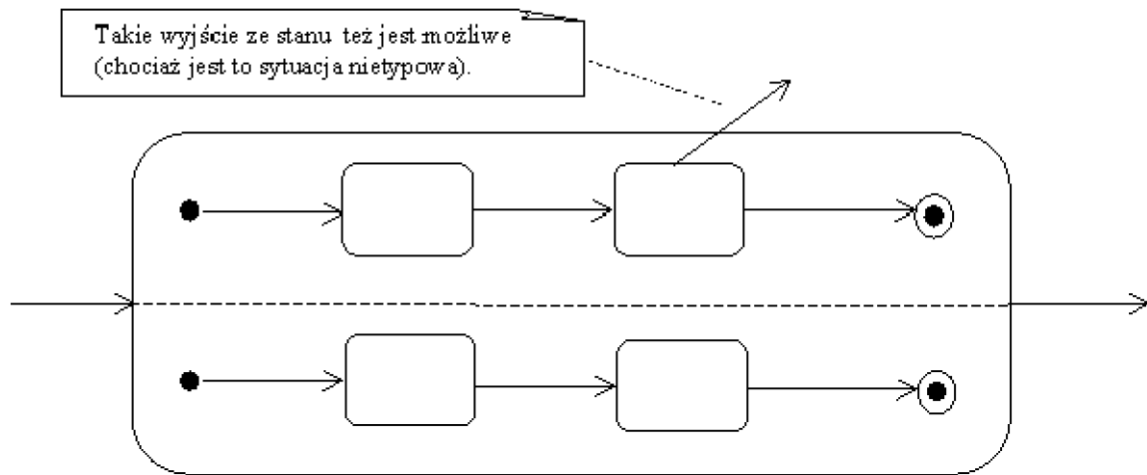 Takie wyjście ze stanu też jest możliwe
(chociaż jest to sytuacja nietypowa).